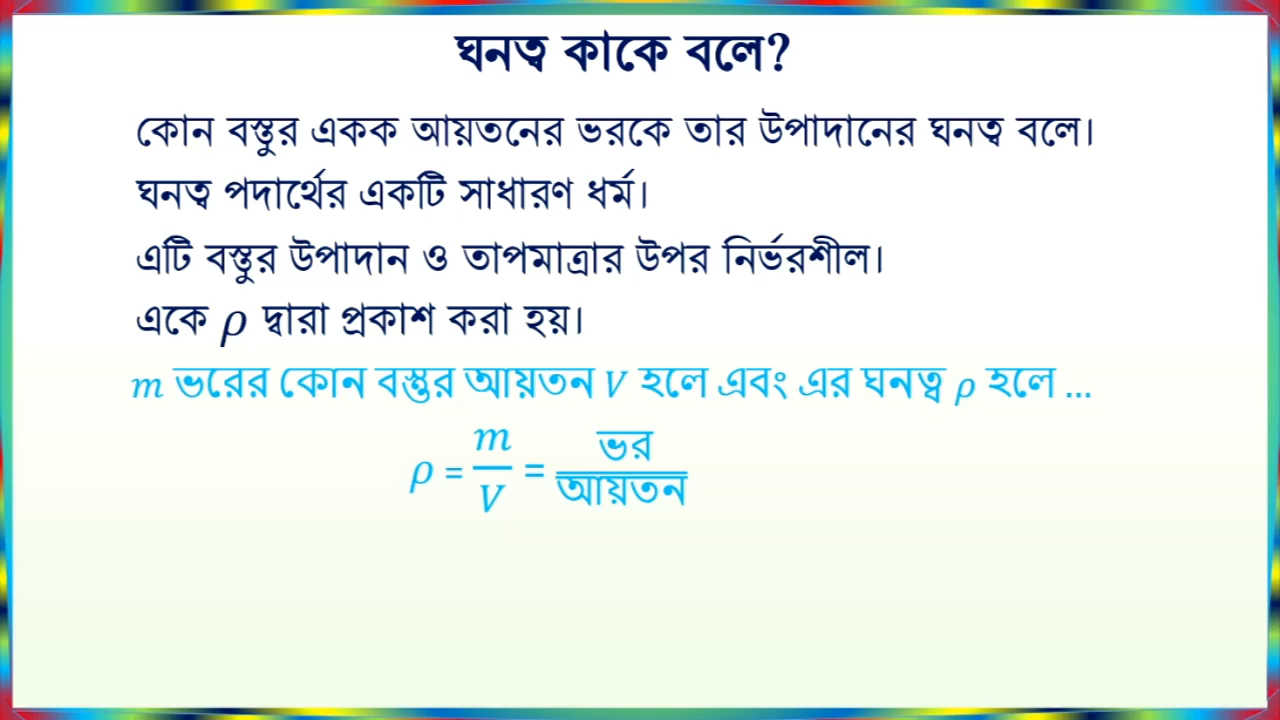 ঘনত্ব কাকে বলে?
কোন বস্তুর একক আয়তনের ভরকে তার উপাদানের ঘনত্ব বলে।
ঘনত্ব পদার্থের একটি সাধারণ ধর্ম।
এটি বস্তুর উপাদান ও তাপমাত্রার উপর নির্ভরশীল।
একে ρ দ্বারা প্রকাশ করা হয়।
m ভরের কোন বস্তুর আয়তন V হলে এবং এর ঘনত্ব ρ হলে ...
ρ = m/V = ভর/আয়তন